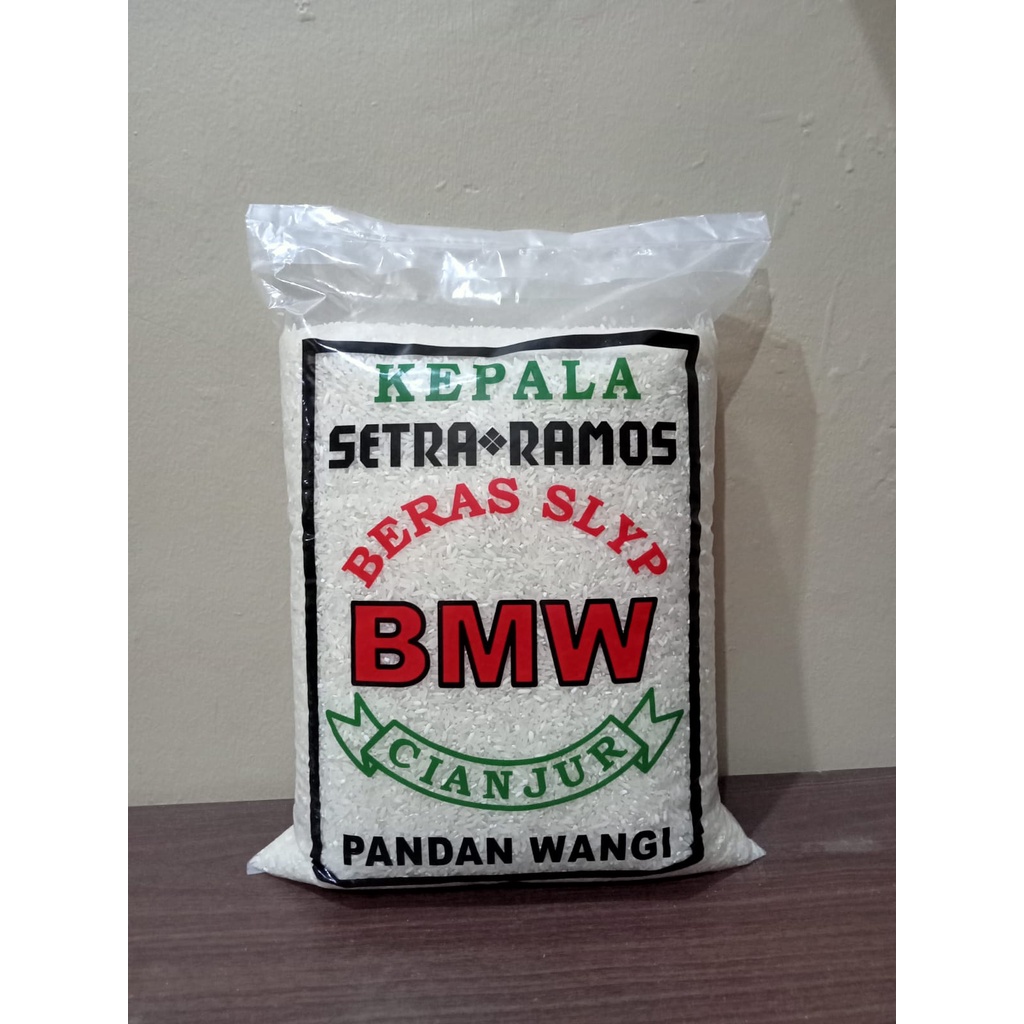 KEPALA
SETRA❖RAMOS
BERAS SLYP
BMW
CIANJUR
PANDAN WANGI